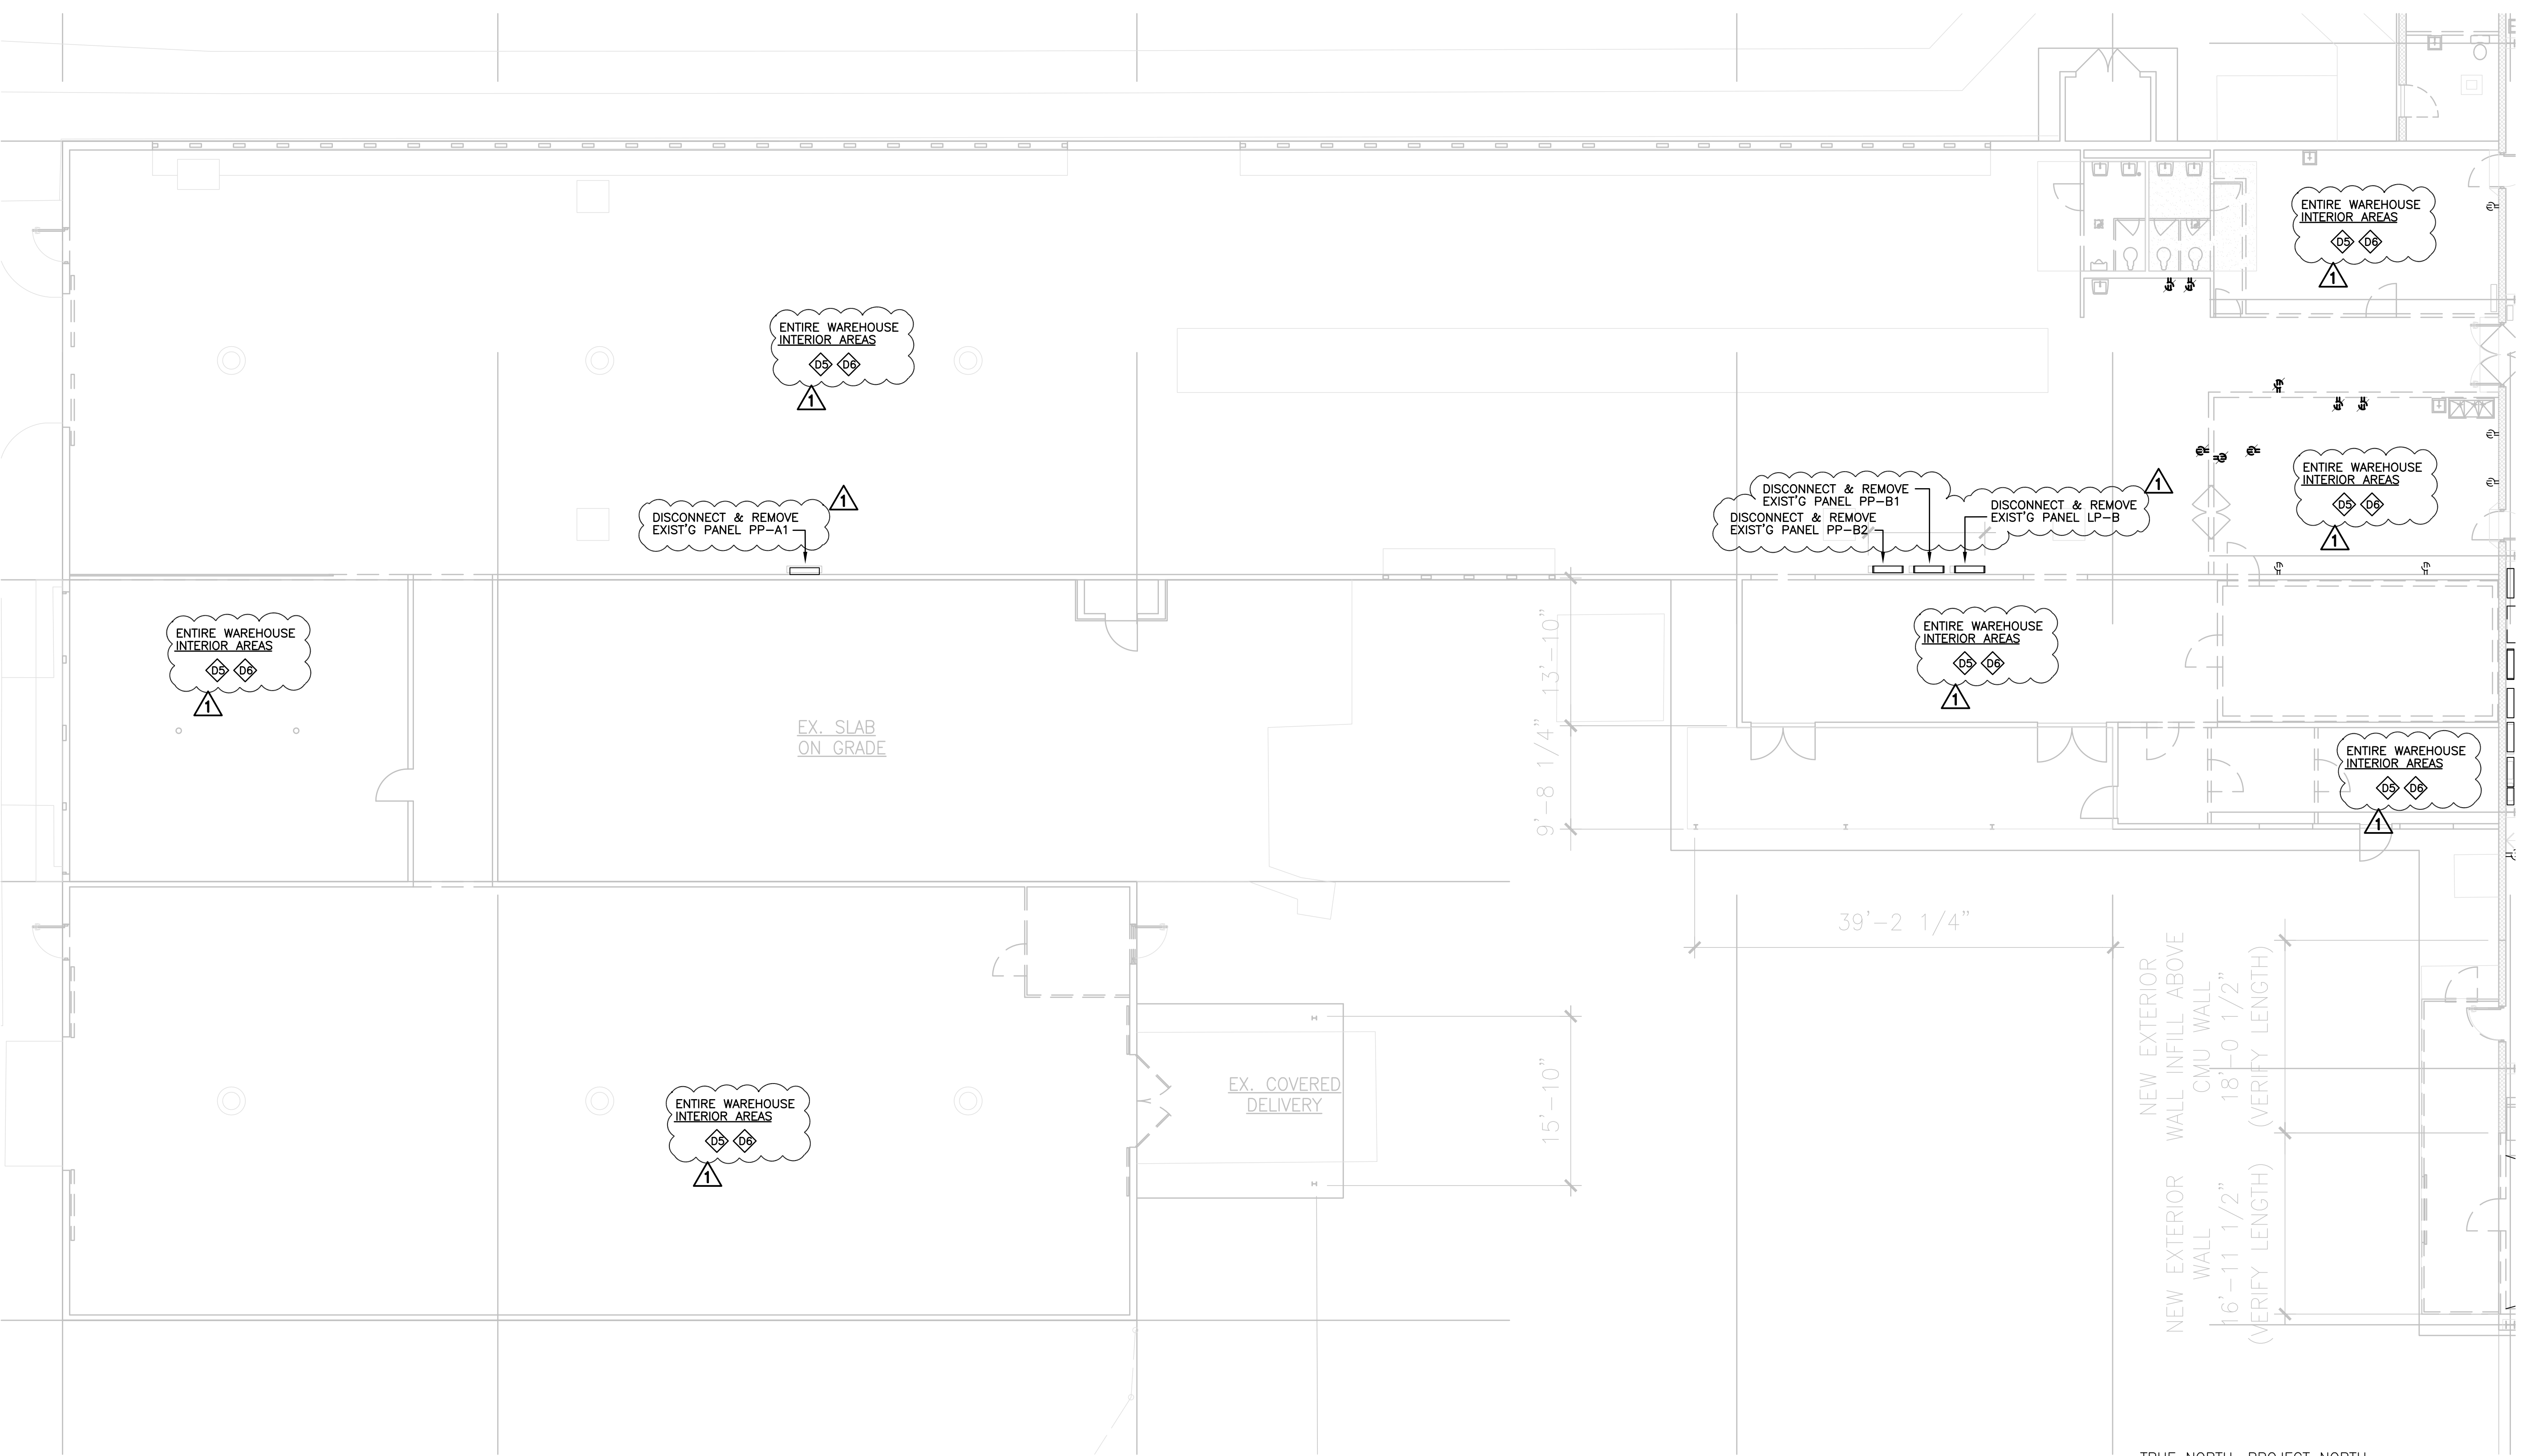 ENTIRE WAREHOUSE
INTERIOR AREAS
D5 D6
1
ENTIRE WAREHOUSE
INTERIOR AREAS
D5 D6
1
ENTIRE WAREHOUSE
INTERIOR AREAS
D5 D6
1
DISCONNECT & REMOVE
EXIST'G PANEL PP-A1
1
DISCONNECT & REMOVE
EXIST'G PANEL PP-B1
DISCONNECT & REMOVE
EXIST'G PANEL PP-B2
DISCONNECT & REMOVE
EXIST'G PANEL LP-B
1
ENTIRE WAREHOUSE
INTERIOR AREAS
D5 D6
1
ENTIRE WAREHOUSE
INTERIOR AREAS
D5 D6
1
13'-10"
EX. SLAB
ON GRADE
9'-8 1/4"
ENTIRE WAREHOUSE
INTERIOR AREAS
D5 D6
1
39'-2 1/4"
NEW EXTERIOR
WALL INFILL ABOVE
CMU WALL
18'-0 1/2"
(VERIFY LENGTH)
EX. COVERED
DELIVERY
15'-10"
ENTIRE WAREHOUSE
INTERIOR AREAS
D5 D6
1
NEW EXTERIOR
WALL
16'-11 1/2"
(VERIFY LENGTH)
TRUE NORTH PROJECT NORTH